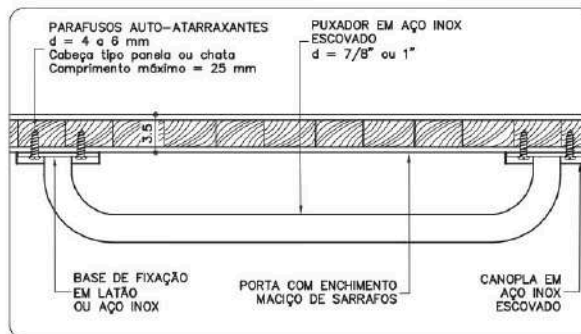 PARAFUSOS AUTO-ATARRAXANTES
d = 4 a 6 mm
Cabeça tipo panela ou chata
Comprimento máximo = 25 mm
PUXADOR EM AÇO INOX
ESCOVADO
d = 7/8" ou 1"
3.5
BASE DE FIXAÇÃO
EM LATÃO
OU AÇO INOX
PORTA COM ENCHIMENTO
MACIÇO DE SARRAFOS
CANOPLA EM
AÇO INOX
ESCOVADO